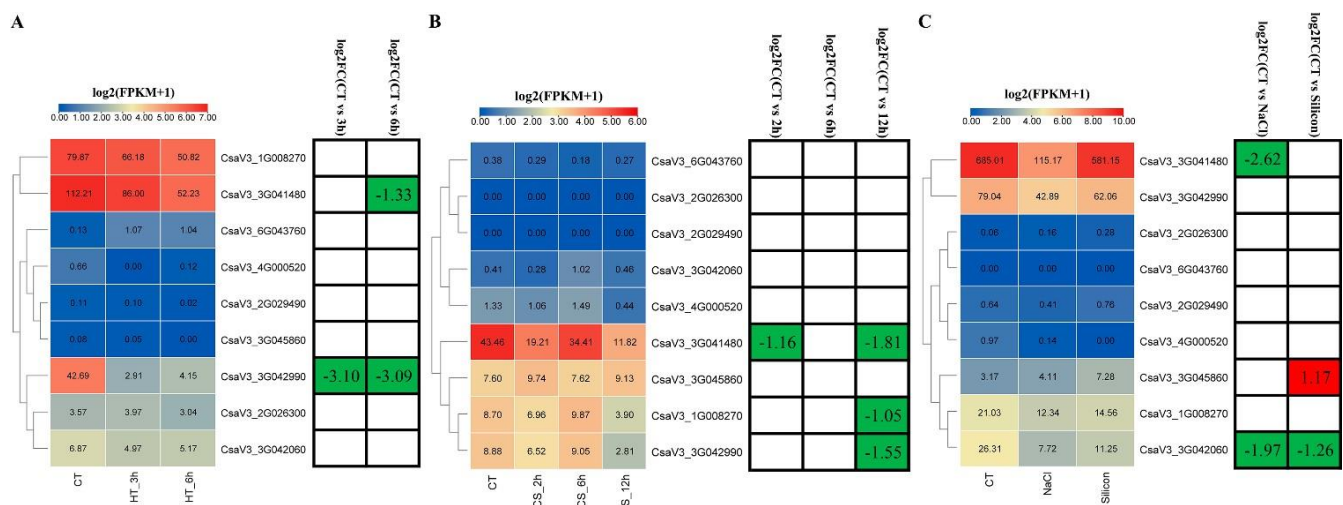 A
log2(FPKM+1)
0.00 1.00 2.00 3.00 4.00 5.00 6.00 7.00
log2FC(CT vs 3h)
log2FC(CT vs 6h)
79.87 66.18 50.82 CsaV3_1G008270
112.21 86.00 52.23 CsaV3_3G041480 -1.33
0.13 1.07 1.04 CsaV3_6G043760
0.66 0.00 0.12 CsaV3_4G000520
0.11 0.10 0.02 CsaV3_2G029490
0.08 0.05 0.00 CsaV3_3G045860
42.69 2.91 4.15 CsaV3_3G042990 -3.10 -3.09
3.57 3.97 3.04 CsaV3_2G026300
6.87 4.97 5.17 CsaV3_3G042060
CT HT_3h HT_6h
B
log2(FPKM+1)
0.00 1.00 2.00 3.00 4.00 5.00 6.00
log2FC(CT vs 2h)
log2FC(CT vs 6h)
log2FC(CT vs 12h)
0.38 0.29 0.18 0.27 CsaV3_6G043760
0.00 0.00 0.00 0.00 CsaV3_2G026300
0.00 0.00 0.00 0.00 CsaV3_2G029490
0.41 0.28 1.02 0.46 CsaV3_3G042060
1.33 1.06 1.49 0.44 CsaV3_4G000520
43.46 19.21 34.41 11.82 CsaV3_3G041480 -1.16 -1.81
7.60 9.74 7.62 9.13 CsaV3_3G045860
8.70 6.96 9.87 3.90 CsaV3_1G008270 -1.05
8.88 6.52 9.05 2.81 CsaV3_3G042990 -1.55
CT CS_2h CS_6h S_12h
C
log2(FPKM+1)
0.00 2.00 4.00 6.00 8.00 10.00
log2FC(CT vs NaCl)
log2FC(CT vs Silicon)
685.01 115.17 581.15 CsaV3_3G041480 -2.62
79.04 42.89 62.06 CsaV3_3G042990
0.06 0.16 0.28 CsaV3_2G026300
0.00 0.00 0.00 CsaV3_6G043760
0.64 0.41 0.76 CsaV3_2G029490
0.97 0.14 0.00 CsaV3_4G000520
3.17 4.11 7.28 CsaV3_3G045860 1.17
21.03 12.34 14.56 CsaV3_1G008270
26.31 7.72 11.25 CsaV3_3G042060 -1.97 -1.26
CT NaCl Silicon